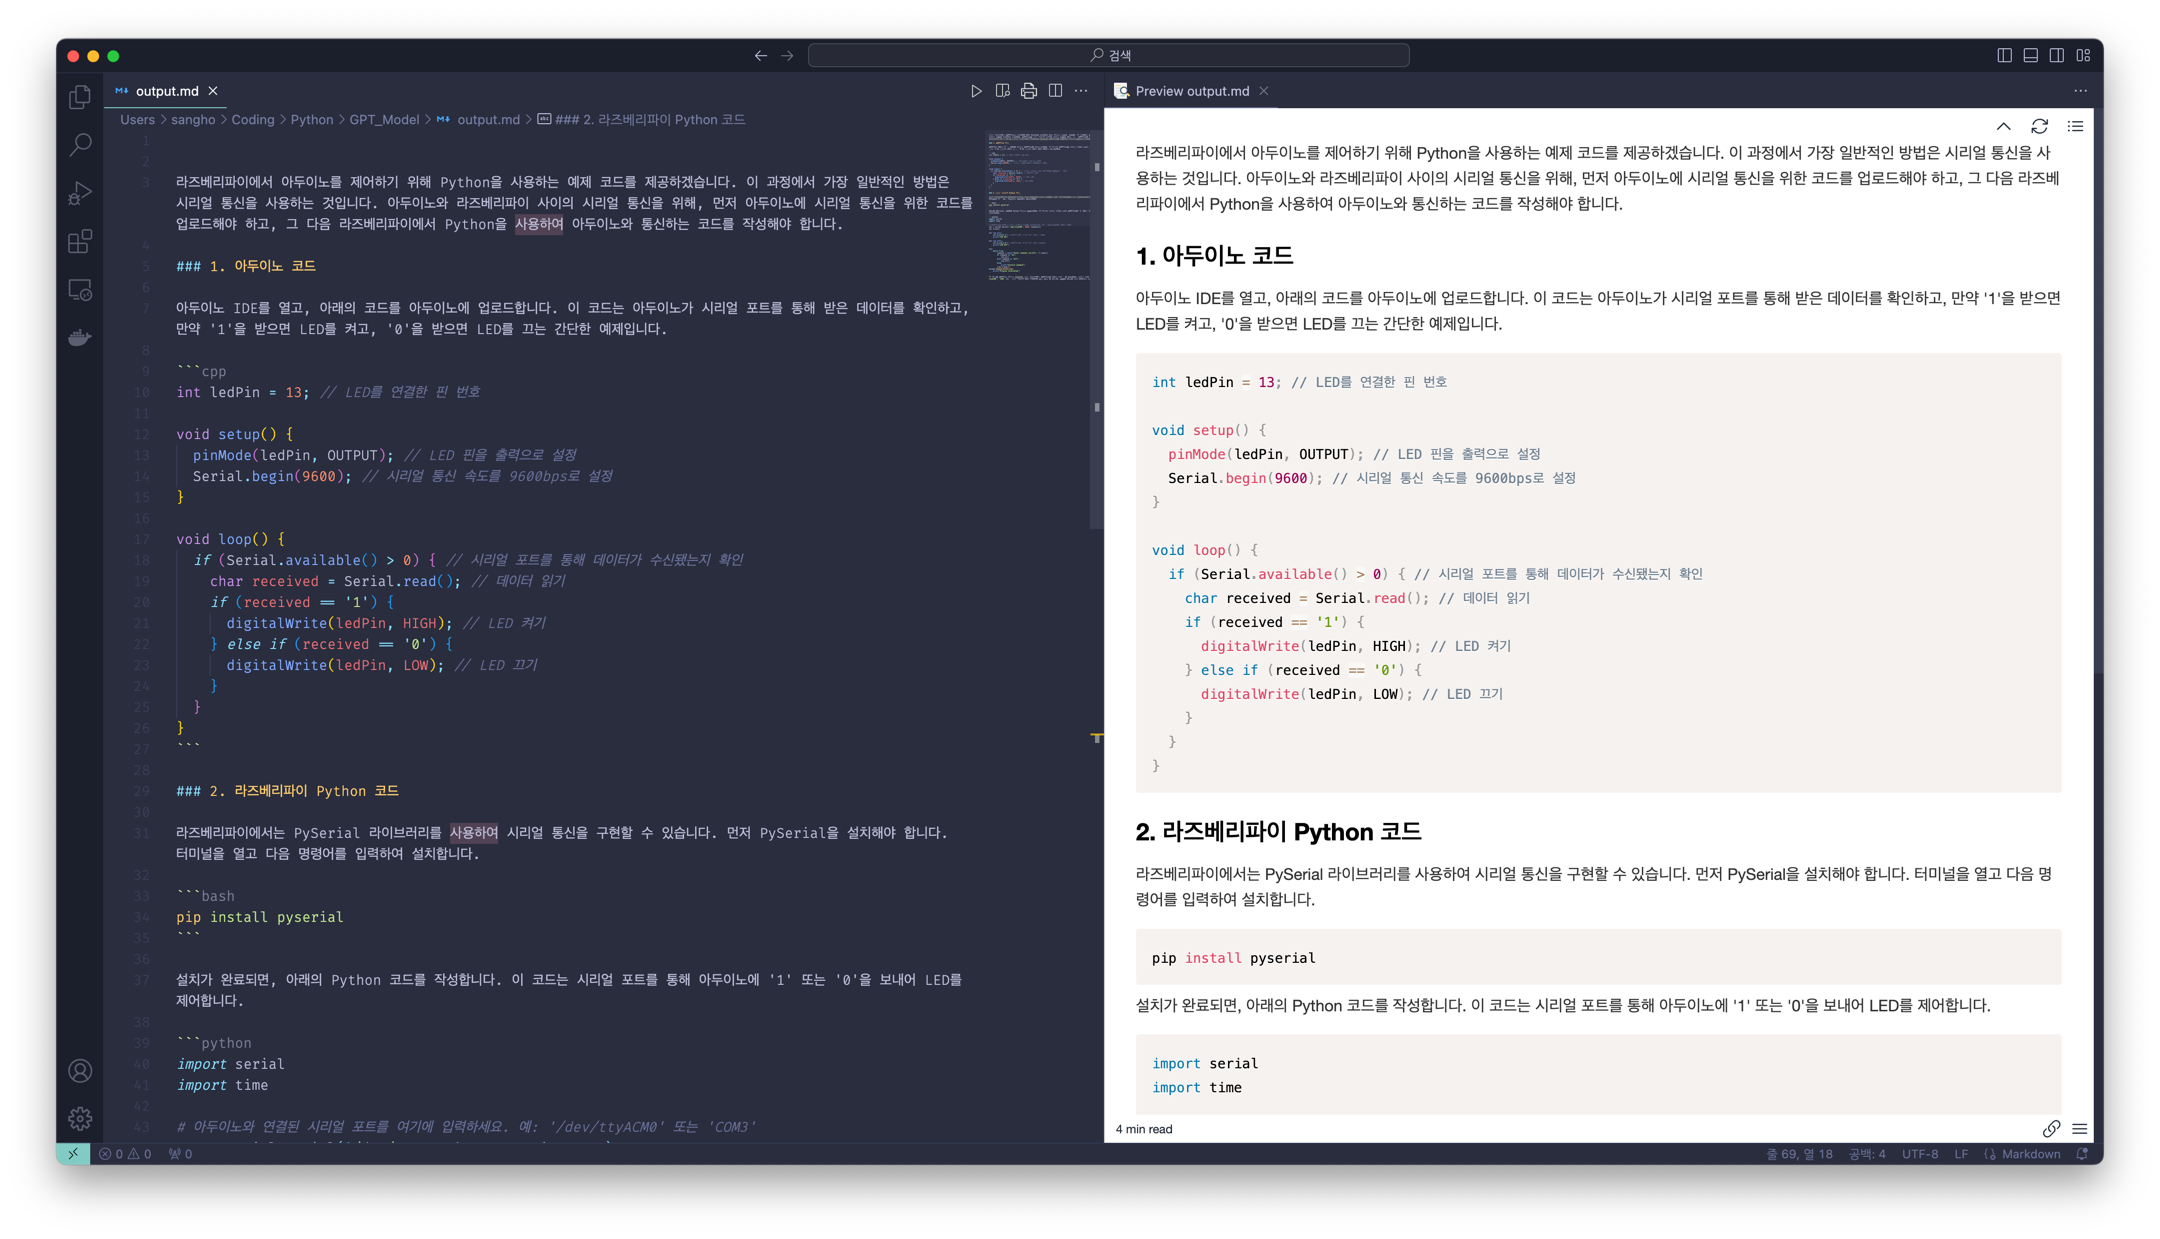 검색
output.md
Preview output.md
Users > sangho > Coding > Python > GPT_Model > output.md > ### 2. 라즈베리파이 Python 코드
1
2
3 라즈베리파이에서 아두이노를 제어하기 위해 Python을 사용하는 예제 코드를 제공하겠습니다. 이 과정에서 가장 일반적인 방법은
시리얼 통신을 사용하는 것입니다. 아두이노와 라즈베리파이 사이의 시리얼 통신을 위해, 먼저 아두이노에 시리얼 통신을 위한 코드를
업로드해야 하고, 그 다음 라즈베리파이에서 Python을 사용하여 아두이노와 통신하는 코드를 작성해야 합니다.
4
5 ### 1. 아두이노 코드
6
7 아두이노 IDE를 열고, 아래의 코드를 아두이노에 업로드합니다. 이 코드는 아두이노가 시리얼 포트를 통해 받은 데이터를 확인하고,
만약 '1'을 받으면 LED를 켜고, '0'을 받으면 LED를 끄는 간단한 예제입니다.
8
9 ```cpp
10 int ledPin = 13; // LED를 연결한 핀 번호
11
12 void setup() {
13 pinMode(ledPin, OUTPUT); // LED 핀을 출력으로 설정
14 Serial.begin(9600); // 시리얼 통신 속도를 9600bps로 설정
15 }
16
17 void loop() {
18 if (Serial.available() > 0) { // 시리얼 포트를 통해 데이터가 수신됐는지 확인
19 char received = Serial.read(); // 데이터 읽기
20 if (received == '1') {
21 digitalWrite(ledPin, HIGH); // LED 켜기
22 } else if (received == '0') {
23 digitalWrite(ledPin, LOW); // LED 끄기
24 }
25 }
26 }
27 ```
28
29 ### 2. 라즈베리파이 Python 코드
30
31 라즈베리파이에서는 PySerial 라이브러리를 사용하여 시리얼 통신을 구현할 수 있습니다. 먼저 PySerial을 설치해야 합니다.
터미널을 열고 다음 명령어를 입력하여 설치합니다.
32
33 ```bash
34 pip install pyserial
35 ```
36
37 설치가 완료되면, 아래의 Python 코드를 작성합니다. 이 코드는 시리얼 포트를 통해 아두이노에 '1' 또는 '0'을 보내어 LED를
제어합니다.
38
39 ```python
40 import serial
41 import time
42
43 # 아두이노와 연결된 시리얼 포트를 여기에 입력하세요. 예: '/dev/ttyACM0' 또는 'COM3'
라즈베리파이에서 아두이노를 제어하기 위해 Python을 사용하는 예제 코드를 제공하겠습니다. 이 과정에서 가장 일반적인 방법은 시리얼 통신을 사
용하는 것입니다. 아두이노와 라즈베리파이 사이의 시리얼 통신을 위해, 먼저 아두이노에 시리얼 통신을 위한 코드를 업로드해야 하고, 그 다음 라즈베
리파이에서 Python을 사용하여 아두이노와 통신하는 코드를 작성해야 합니다.
1. 아두이노 코드
아두이노 IDE를 열고, 아래의 코드를 아두이노에 업로드합니다. 이 코드는 아두이노가 시리얼 포트를 통해 받은 데이터를 확인하고, 만약 '1'을 받으면
LED를 켜고, '0'을 받으면 LED를 끄는 간단한 예제입니다.
int ledPin = 13; // LED를 연결한 핀 번호
void setup() {
pinMode(ledPin, OUTPUT); // LED 핀을 출력으로 설정
Serial.begin(9600); // 시리얼 통신 속도를 9600bps로 설정
}
void loop() {
if (Serial.available() > 0) { // 시리얼 포트를 통해 데이터가 수신됐는지 확인
char received = Serial.read(); // 데이터 읽기
if (received == '1') {
digitalWrite(ledPin, HIGH); // LED 켜기
} else if (received == '0') {
digitalWrite(ledPin, LOW); // LED 끄기
}
}
}
2. 라즈베리파이 Python 코드
라즈베리파이에서는 PySerial 라이브러리를 사용하여 시리얼 통신을 구현할 수 있습니다. 먼저 PySerial을 설치해야 합니다. 터미널을 열고 다음 명
령어를 입력하여 설치합니다.
pip install pyserial
설치가 완료되면, 아래의 Python 코드를 작성합니다. 이 코드는 시리얼 포트를 통해 아두이노에 '1' 또는 '0'을 보내어 LED를 제어합니다.
import serial
import time
4 min read
0 0 0
줄 69, 열 18 공백: 4 UTF-8 LF Markdown